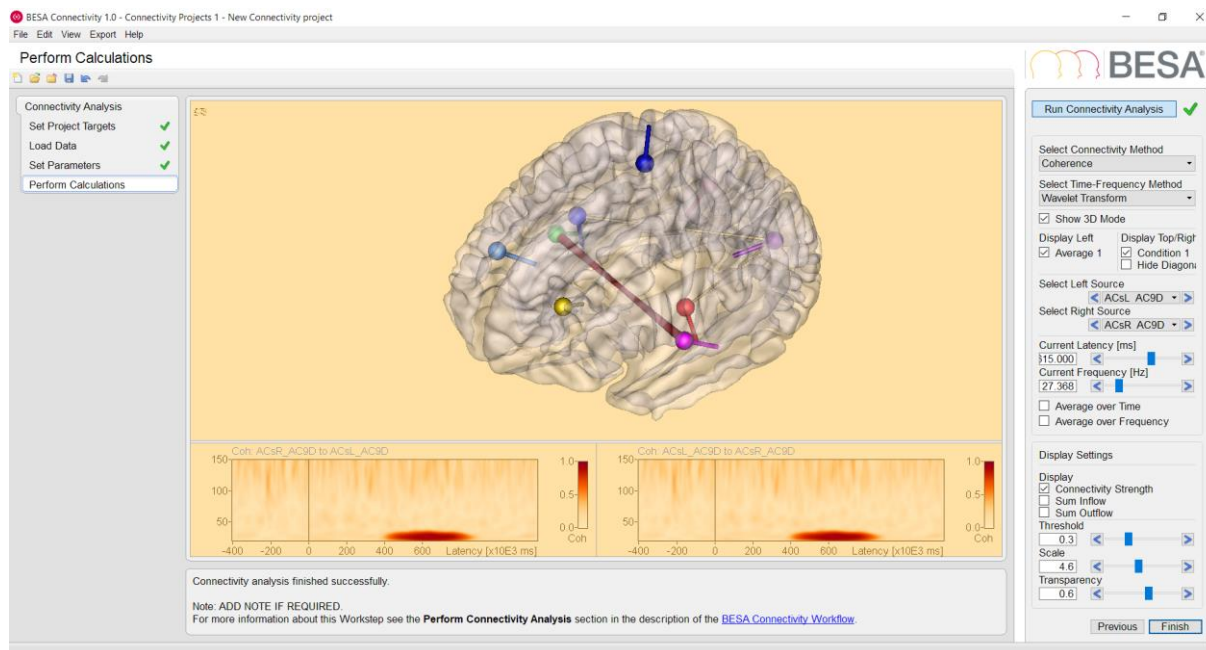 BESA Connectivity 1.0 - Connectivity Projects 1 - New Connectivity project
File Edit View Export Help
Perform Calculations
BESA
Connectivity Analysis
Set Project Targets
Load Data
Set Parameters
Perform Calculations
Run Connectivity Analysis
Select Connectivity Method
Coherence
Select Time-Frequency Method
Wavelet Transform
Show 3D Mode
Display Left Display Top/Righ
Average 1 Condition 1
Hide Diagona
Select Left Source
ACsL AC9D
Select Right Source
ACsR AC9D
Current Latency [ms]
615.000
Current Frequency [Hz]
27.368
Average over Time
Average over Frequency
Display Settings
Display
Connectivity Strength
Sum Inflow
Sum Outflow
Threshold
0.3
Scale
4.6
Transparency
0.6
Previous Finish
Coh: ACsR_AC9D to ACsL_AC9D
150
100
50
-400 -200 0 200 400 600 Latency [x10E3 ms]
1.0
0.5
0.0
Coh
Coh: ACsL_AC9D to ACsR_AC9D
150
100
50
-400 -200 0 200 400 600 Latency [x10E3 ms]
1.0
0.5
0.0
Coh
Connectivity analysis finished successfully.
Note: ADD NOTE IF REQUIRED.
For more information about this Workstep see the Perform Connectivity Analysis section in the description of the BESA Connectivity Workflow.